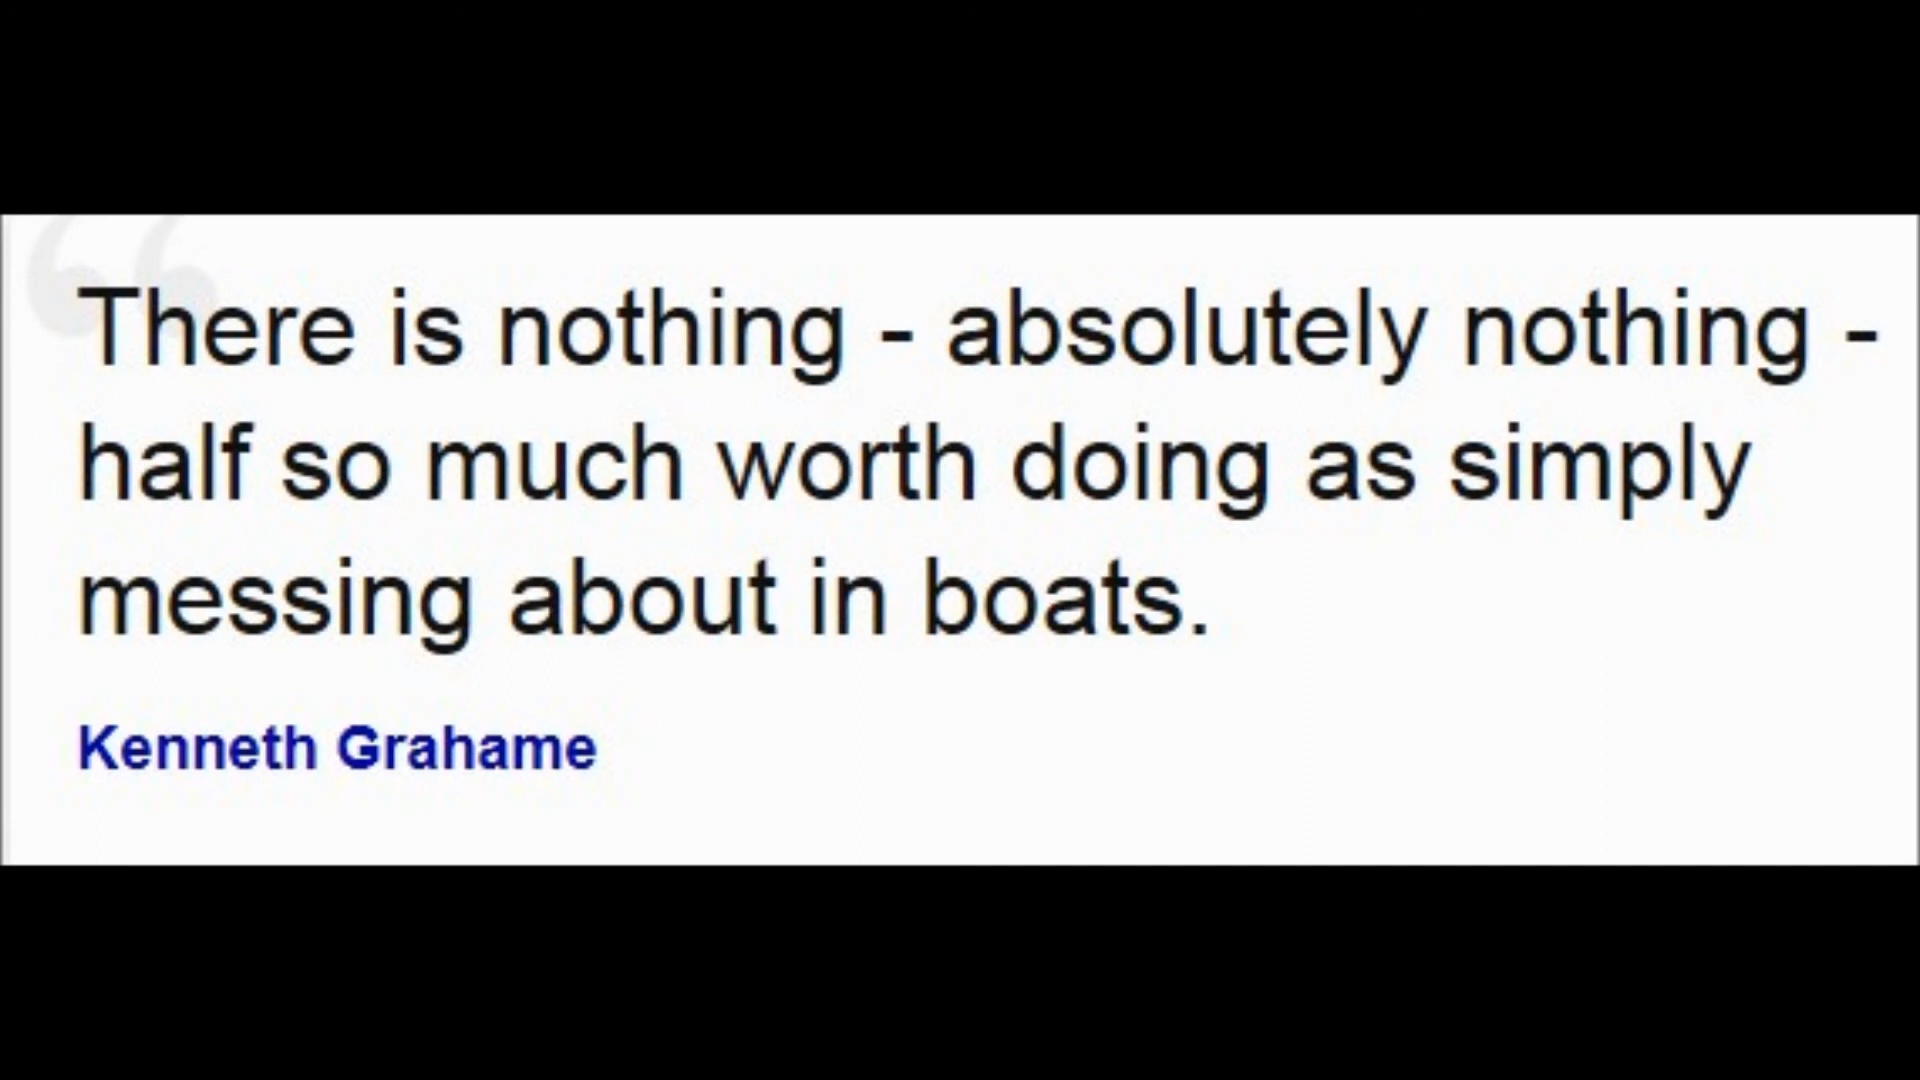 There is nothing - absolutely nothing -
half so much worth doing as simply
messing about in boats.
Kenneth Grahame